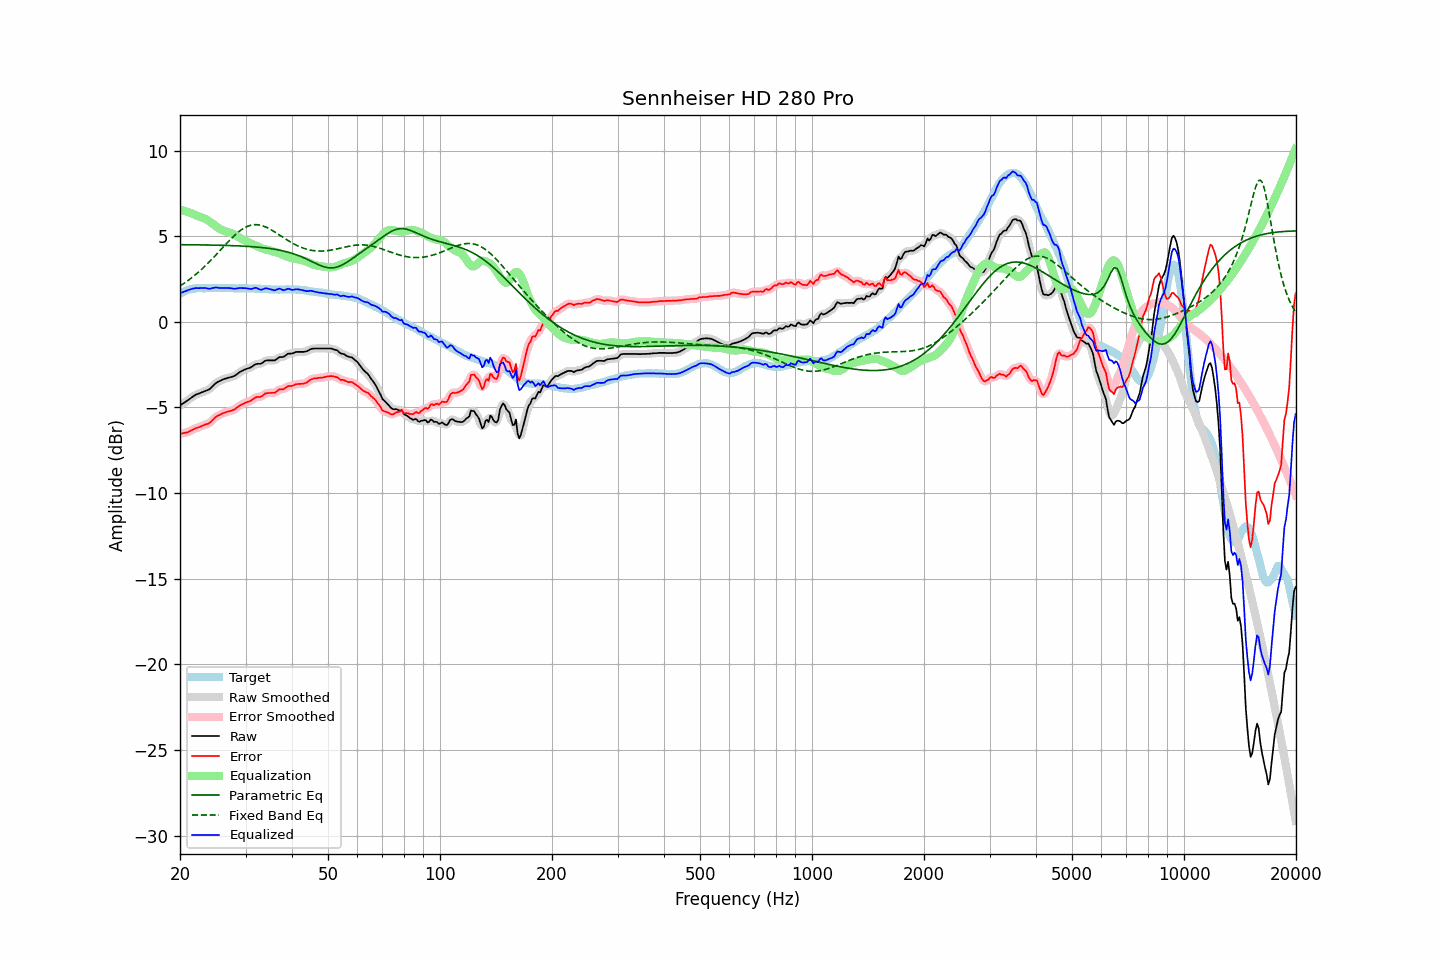 Sennheiser HD 280 Pro
10
5
0
−5
−10
−15
−20
−25
−30
Amplitude (dBr)
Target
Raw Smoothed
Error Smoothed
Raw
Error
Equalization
Parametric Eq
Fixed Band Eq
Equalized
20 50 100 200 500 1000 2000 5000 10000 20000
Frequency (Hz)